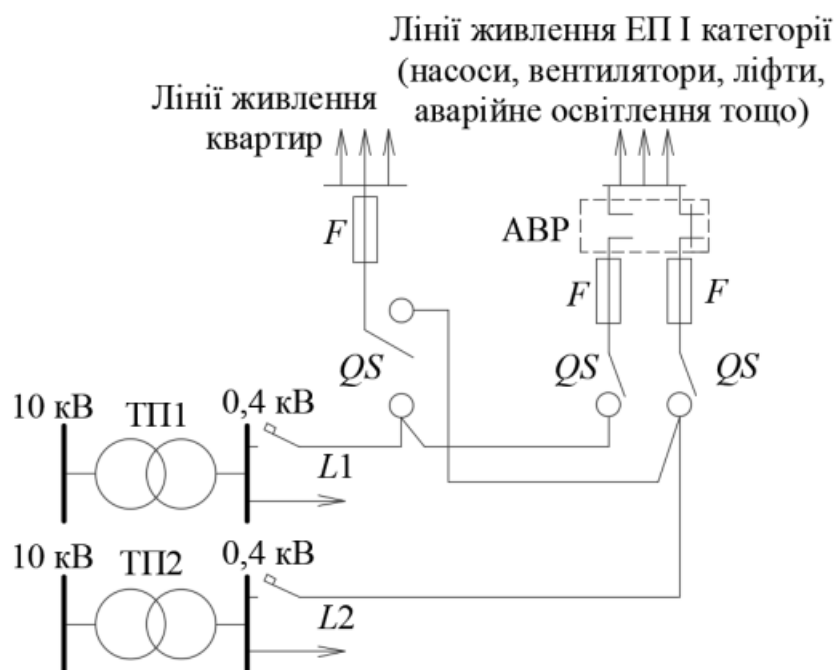 Лінії живлення ЕП І категорії
(насоси, вентилятори, ліфти,
аварійне освітлення тощо)
Лінії живлення
квартир
F
АВР
F
F
QS
QS
QS
10 кВ
ТП1
0,4 кВ
L1
10 кВ
ТП2
0,4 кВ
L2